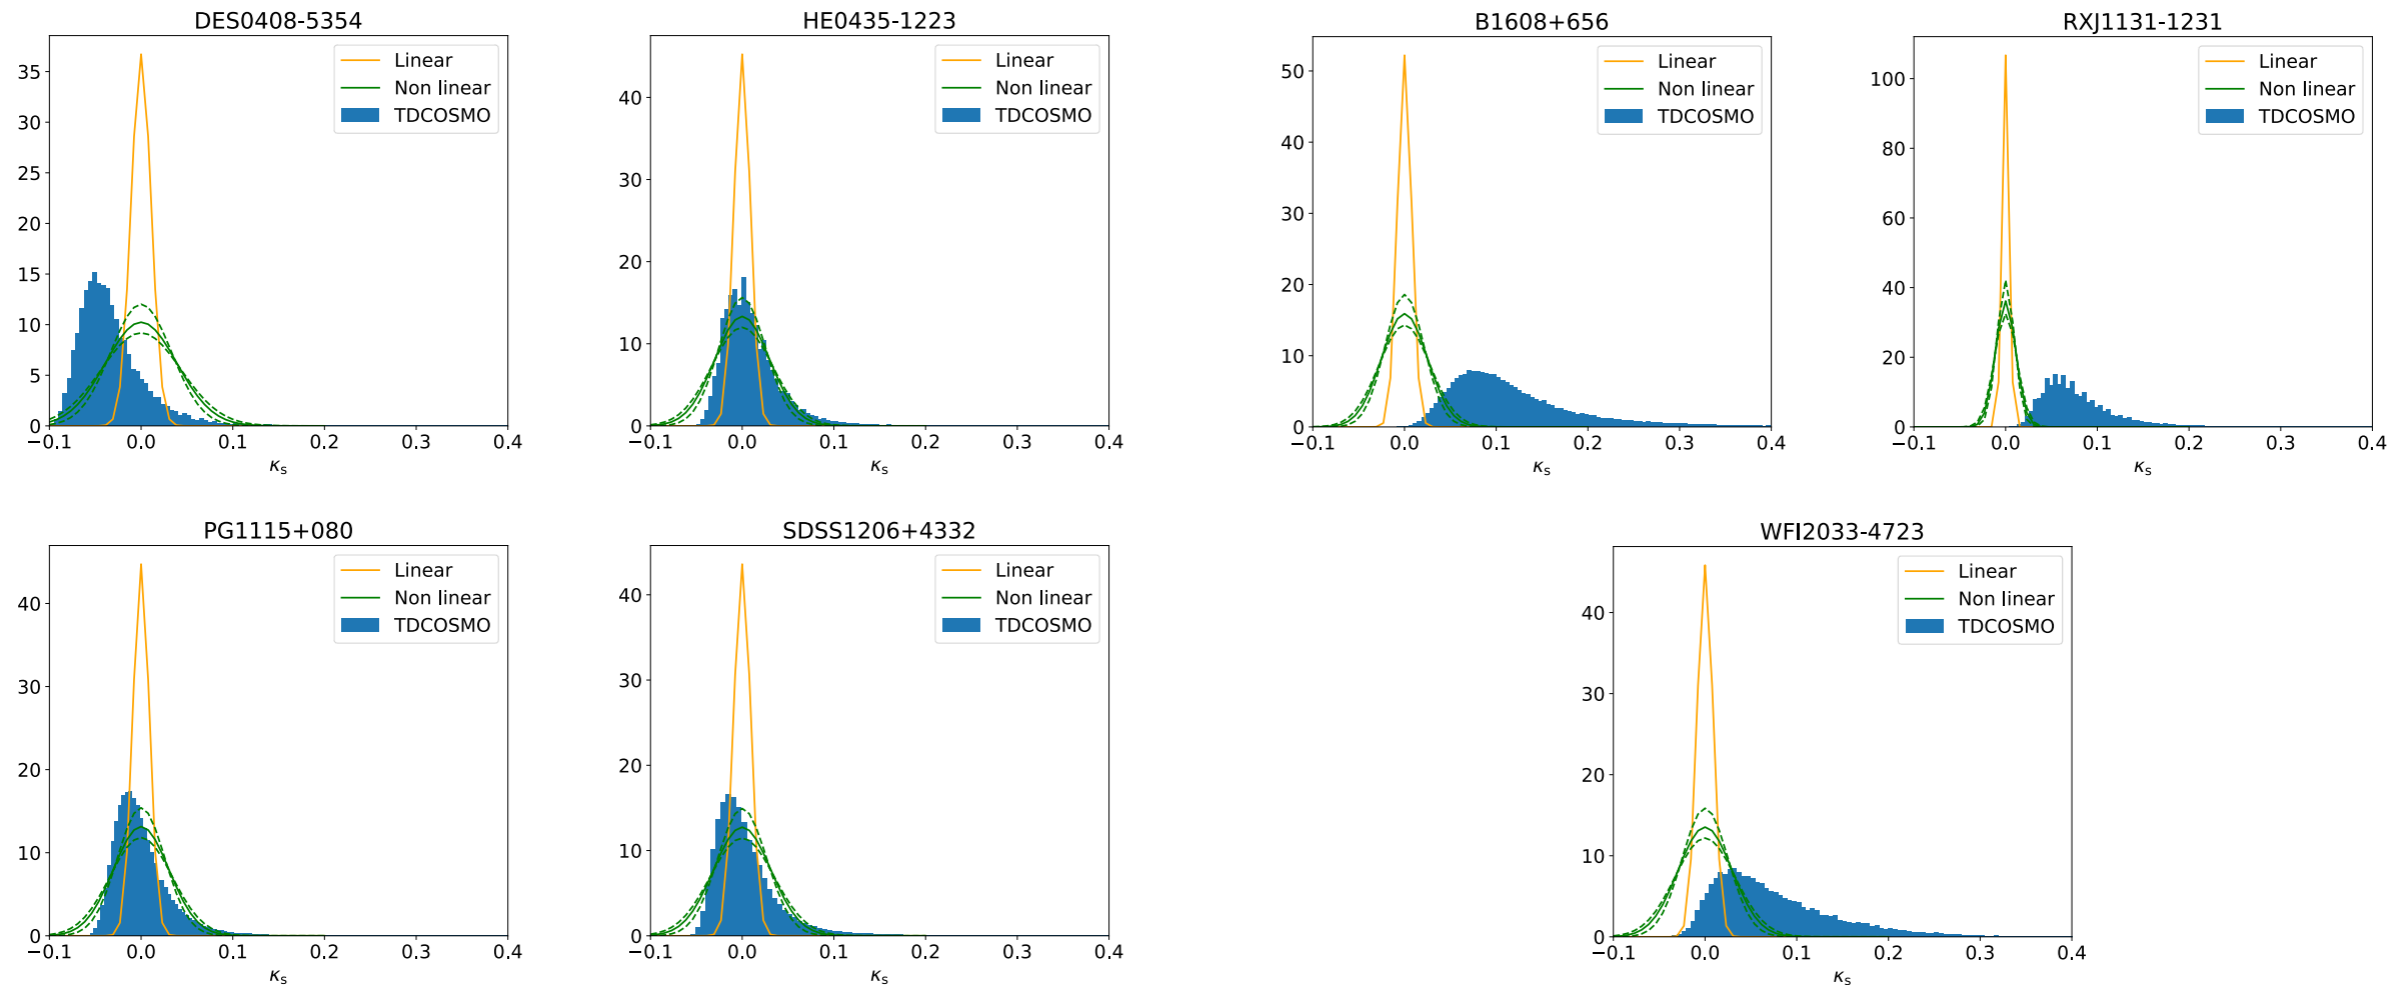 DES0408-5354
Linear
Non linear
TDCOSMO
35
30
25
20
15
10
5
0
−0.1 0.0 0.1 0.2 0.3 0.4
κs
HE0435-1223
Linear
Non linear
TDCOSMO
40
30
20
10
0
−0.1 0.0 0.1 0.2 0.3 0.4
κs
B1608+656
Linear
Non linear
TDCOSMO
50
40
30
20
10
0
−0.1 0.0 0.1 0.2 0.3 0.4
κs
RXJ1131-1231
Linear
Non linear
TDCOSMO
100
80
60
40
20
0
−0.1 0.0 0.1 0.2 0.3 0.4
κs
PG1115+080
Linear
Non linear
TDCOSMO
40
30
20
10
0
−0.1 0.0 0.1 0.2 0.3 0.4
κs
SDSS1206+4332
Linear
Non linear
TDCOSMO
40
30
20
10
0
−0.1 0.0 0.1 0.2 0.3 0.4
κs
WFI2033-4723
Linear
Non linear
TDCOSMO
40
30
20
10
0
−0.1 0.0 0.1 0.2 0.3 0.4
κs